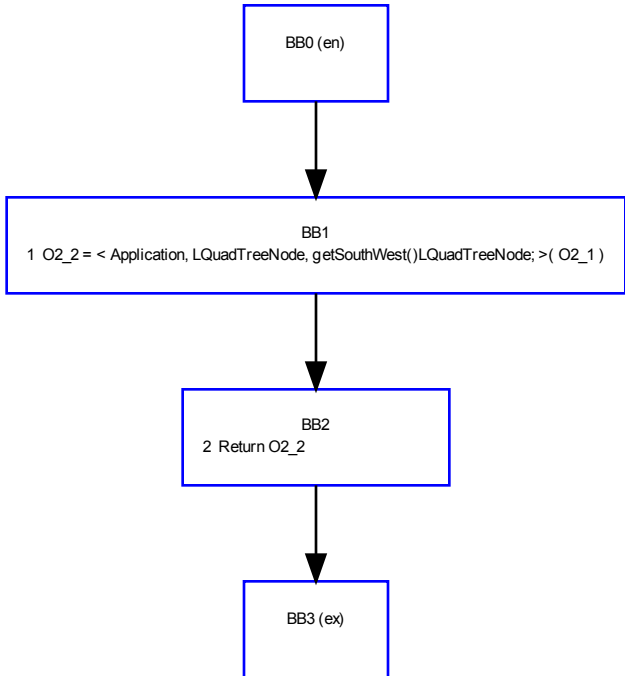 BB0 (en)
BB1
1 O2_2 = < Application, LQuadTreeNode, getSouthWest()LQuadTreeNode; >( O2_1 )
BB2
2 Return O2_2
BB3 (ex)